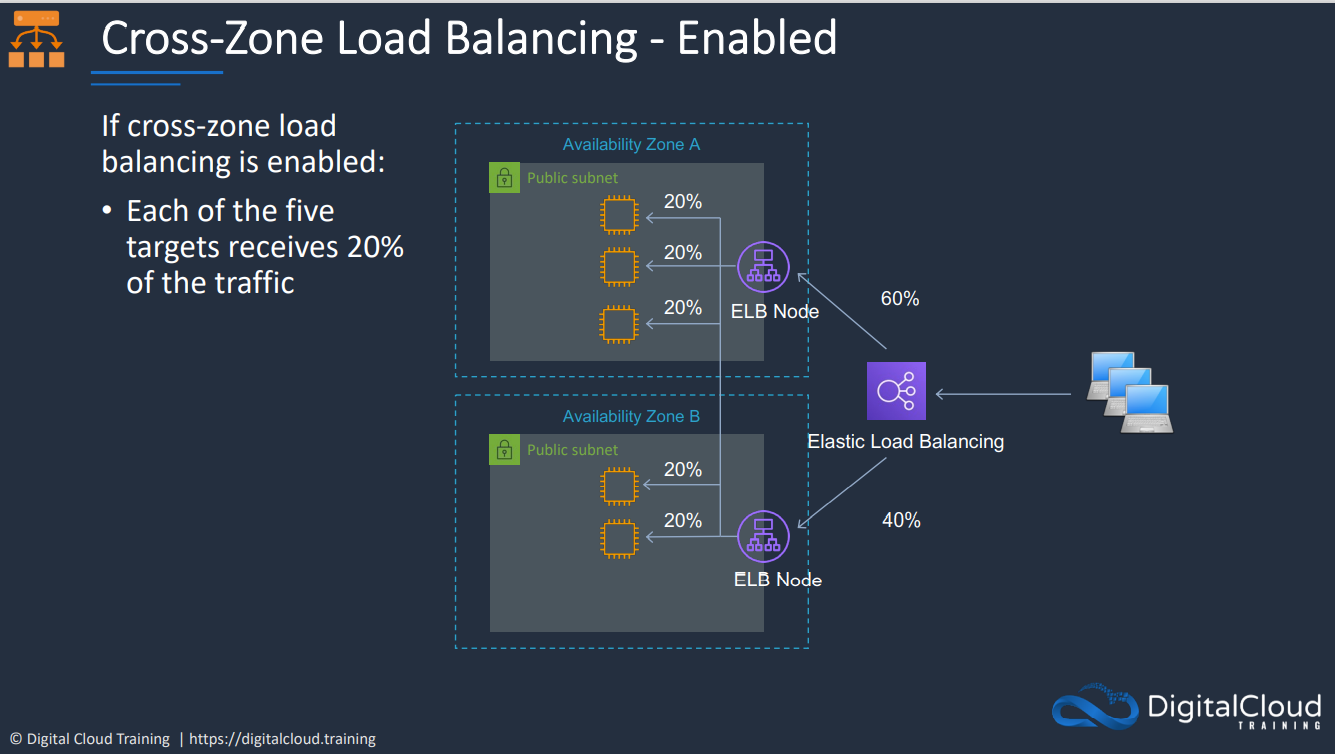 Cross-Zone Load Balancing - Enabled
If cross-zone load
balancing is enabled:
• Each of the five
targets receives 20%
of the traffic
Availability Zone A
Public subnet
20%
20%
20%
ELB Node
60%
Elastic Load Balancing
Availability Zone B
Public subnet
20%
20%
ELB Node
40%
DigitalCloud
TRAINING
© Digital Cloud Training | https://digitalcloud.training